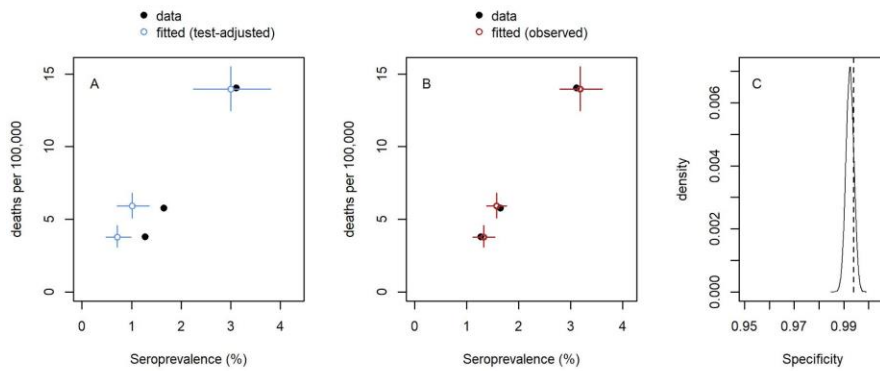 data
fitted (test-adjusted)
A
deaths per 100,000
15
10
5
0
0 1 2 3 4
Seroprevalence (%)
data
fitted (observed)
B
deaths per 100,000
15
10
5
0
0 1 2 3 4
Seroprevalence (%)
C
density
0.006
0.004
0.002
0.000
0.95 0.97 0.99
Specificity